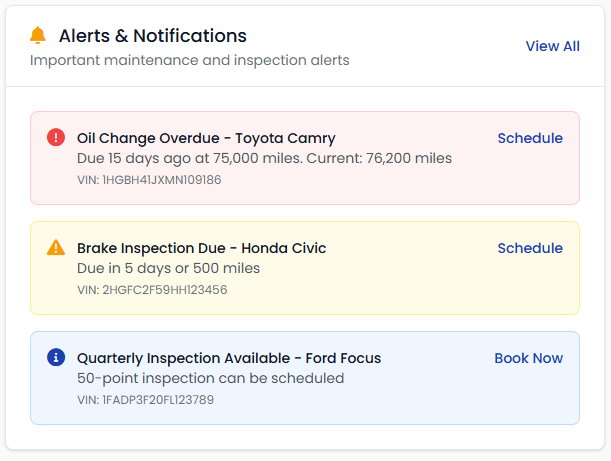 Alerts & Notifications
View All
Important maintenance and inspection alerts
Oil Change Overdue - Toyota Camry
Schedule
Due 15 days ago at 75,000 miles. Current: 76,200 miles
VIN: 1HGBH41JXMN109186
Brake Inspection Due - Honda Civic
Schedule
Due in 5 days or 500 miles
VIN: 2HGFC2F59HH123456
Quarterly Inspection Available - Ford Focus
Book Now
50-point inspection can be scheduled
VIN: 1FADP3F20FL123789